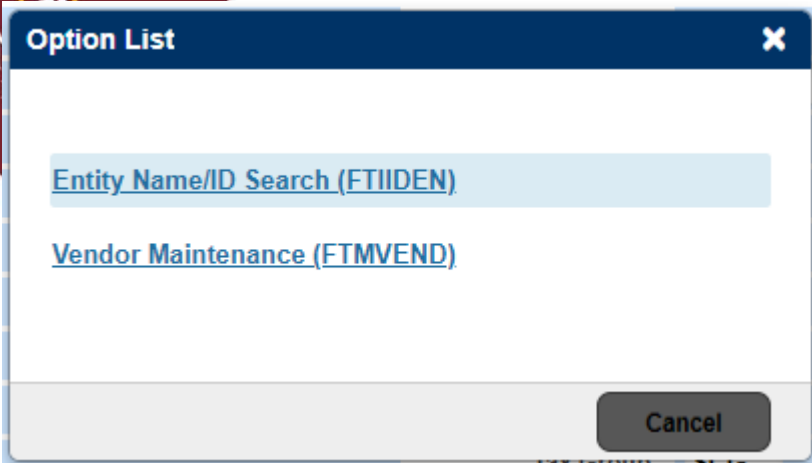 Option List
Entity Name/ID Search (FTIIDEN)
Vendor Maintenance (FTMVEND)
Cancel